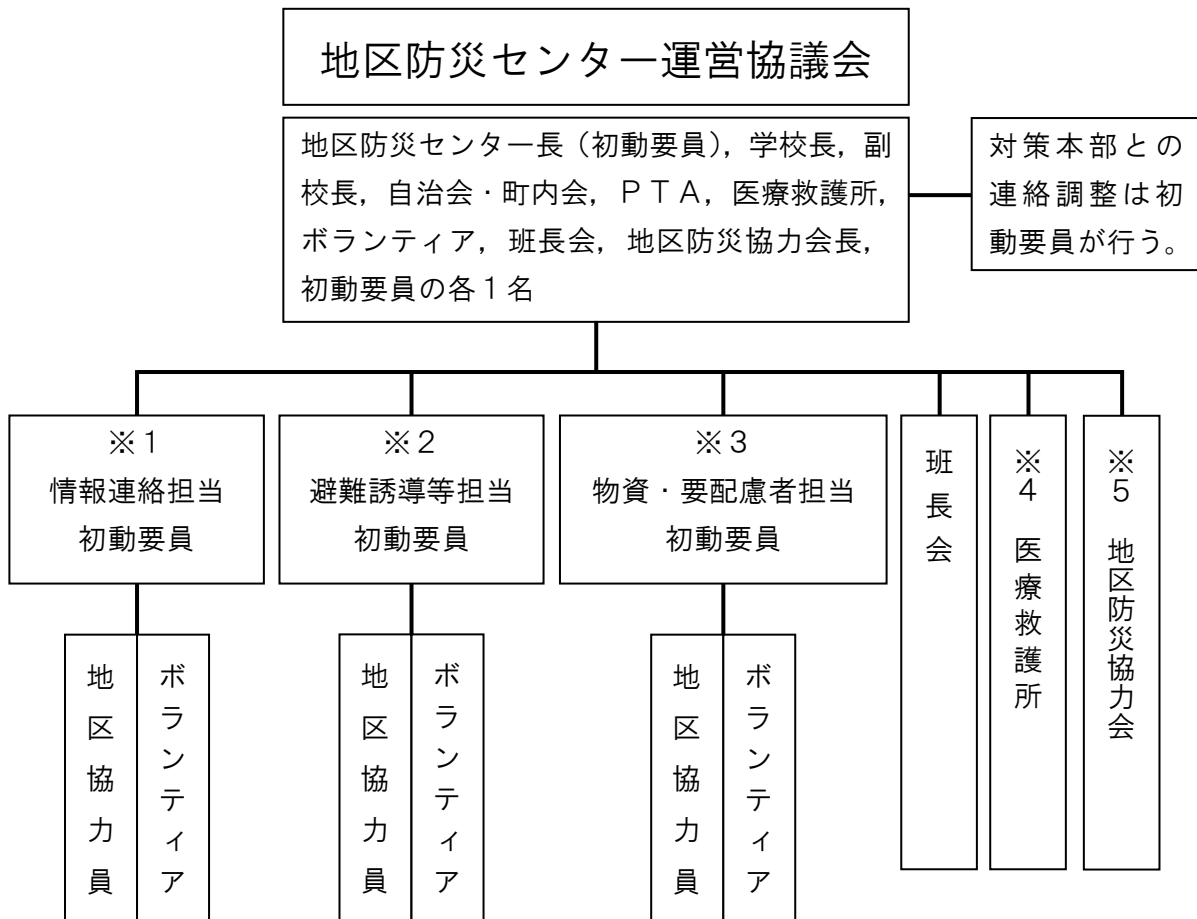 地区防災センター運営協議会
地区防災センター長（初動要員），学校長，副
校長，自治会・町内会，ＰＴＡ，医療救護所，
ボランティア，班長会，地区防災協力会長，
初動要員の各１名
対策本部との
連絡調整は初
動要員が行う。
※１
情報連絡担当
初動要員
※２
避難誘導等担当
初動要員
※３
物資・要配慮者担当
初動要員
班長会
※４　医療救護所
※５　地区防災協力会
地区協力員
ボランティア
地区協力員
ボランティア
地区協力員
ボランティア